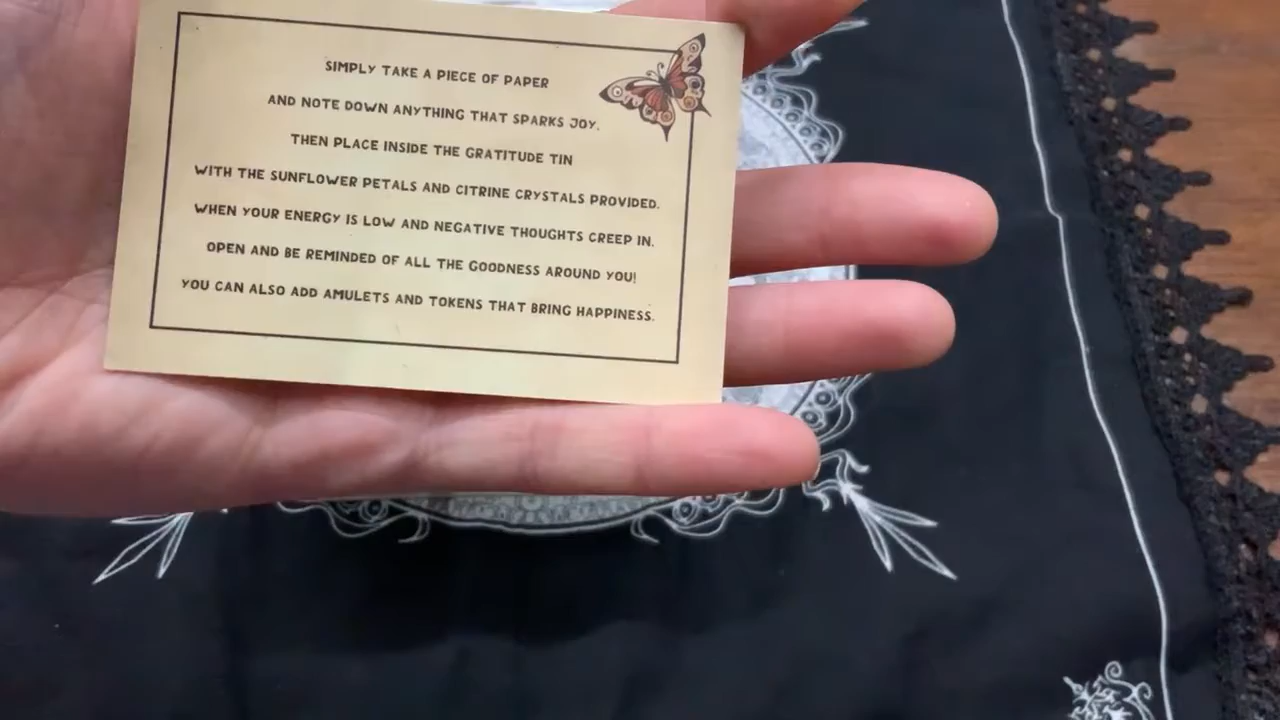 SIMPLY TAKE A PIECE OF PAPER
AND NOTE DOWN ANYTHING THAT SPARKS JOY.
THEN PLACE INSIDE THE GRATITUDE TIN
WITH THE SUNFLOWER PETALS AND CITRINE CRYSTALS PROVIDED.
WHEN YOUR ENERGY IS LOW AND NEGATIVE THOUGHTS CREEP IN.
OPEN AND BE REMINDED OF ALL THE GOODNESS AROUND YOU!
YOU CAN ALSO ADD AMULETS AND TOKENS THAT BRING HAPPINESS.